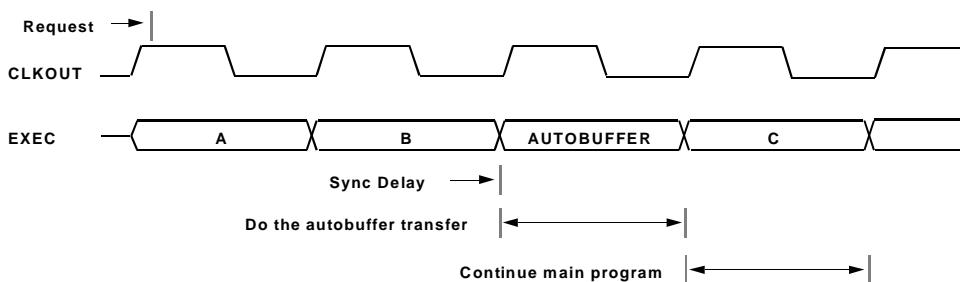 Request
CLKOUT
EXEC A B AUTOBUFFER C
Sync Delay
Do the autobuffer transfer
Continue main program